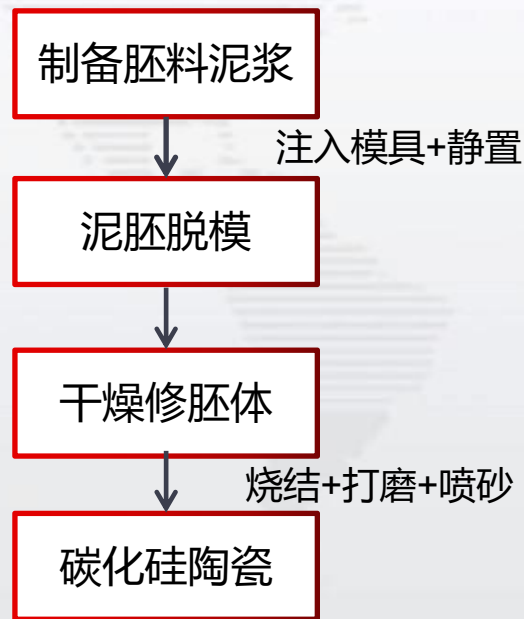 制备胚料泥浆
注入模具+静置
泥胚脱模
干燥修胚体
烧结+打磨+喷砂
碳化硅陶瓷